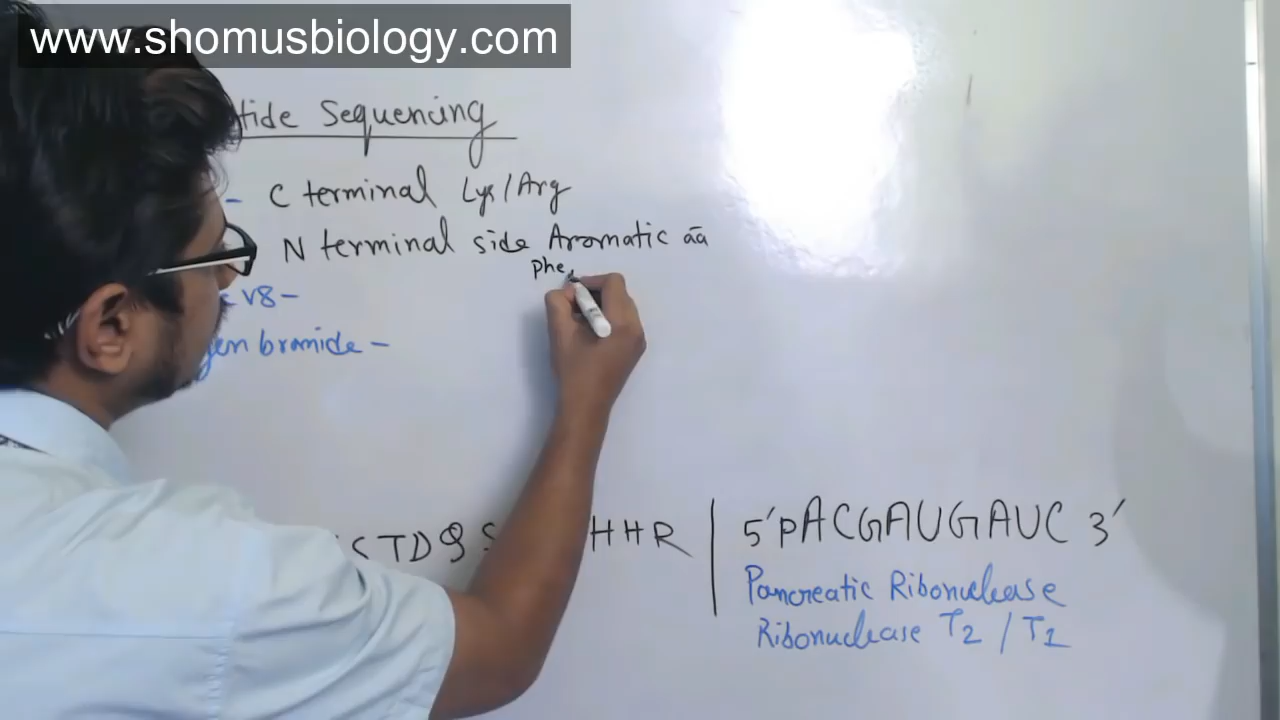 www.shomusbiology.com
tide Sequencing
- C terminal Lys/Arg
N terminal side Aromatic aa
Phe,
V8-
gen bromide -
STDQS HHR
5'PACGAUGAUC 3'
Pancreatic Ribonuclease
Ribonuclease T2 / T1